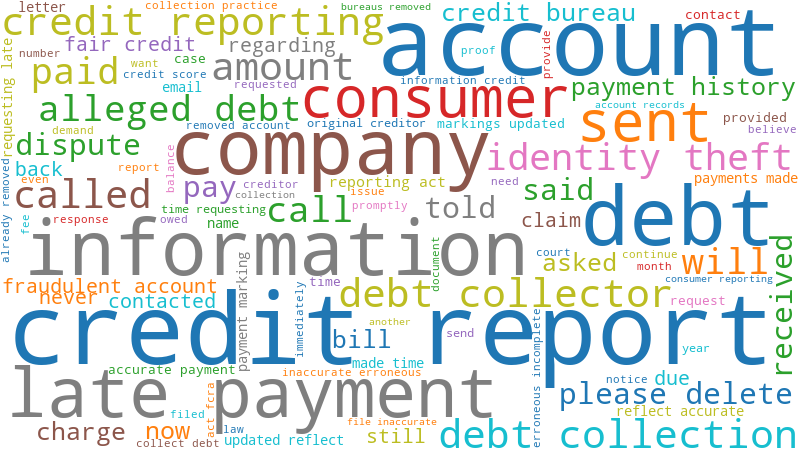 letter
collection practice
bureaus removed
credit reporting
account
credit bureau
contact
number
fair credit
regarding
proof
provide
requesting late
paid
want
case
credit score
amount
information credit
email
requested
consumer
payment history
alleged debt
account records
removed account
original creditor
markings updated
sent
provided
believe
demand
dispute
company
identity theft
already removed
back
report
balance
even
called
pay
creditor
collection
reporting act
issue
need
said
payments made
fee
response
time requesting
owed
name
call
promptly
told
claim
debt
information
payment marking
document
court
asked
continue
month
will
consumer reporting
received
fraudulent account
never
contacted
time
immediately
debt collector
request
credit report
another
bill
send
erroneous incomplete
year
made time
accurate payment
inaccurate erroneous
notice
due
late payment
act fcra
please delete
filed
file inaccurate
reflect accurate
charge
now
law
collect debt
updated reflect
still
debt collection